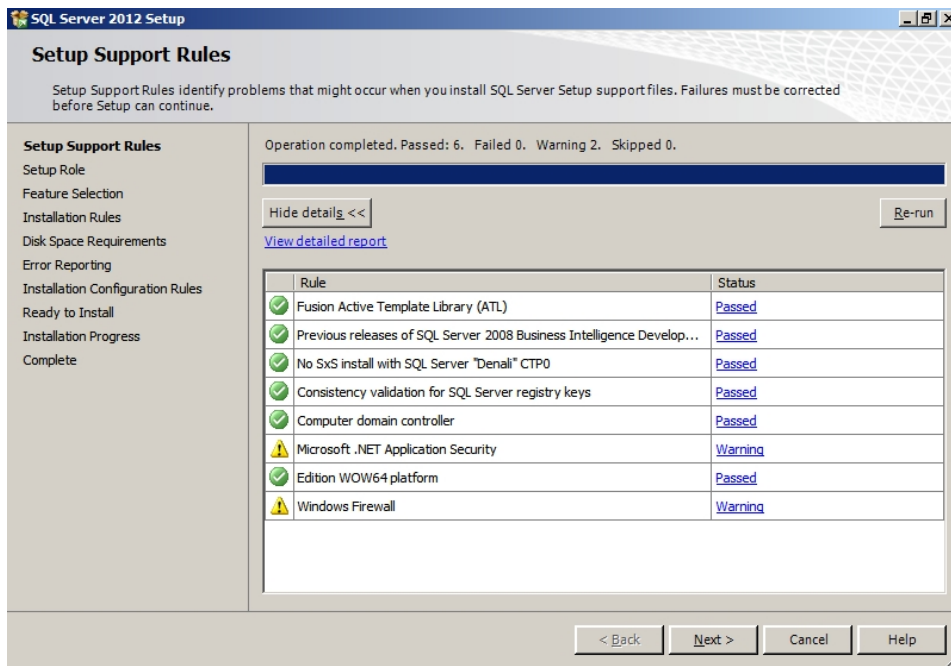 SQL Server 2012 Setup
Setup Support Rules
Setup Support Rules identify problems that might occur when you install SQL Server Setup support files. Failures must be corrected
before Setup can continue.
Setup Support Rules
Setup Role
Feature Selection
Installation Rules
Disk Space Requirements
Error Reporting
Installation Configuration Rules
Ready to Install
Installation Progress
Complete
Operation completed. Passed: 6. Failed 0. Warning 2. Skipped 0.
Hide details <<
Re-run
View detailed report
Rule Status
Fusion Active Template Library (ATL) Passed
Previous releases of SQL Server 2008 Business Intelligence Develop... Passed
No SxS install with SQL Server "Denali" CTP0 Passed
Consistency validation for SQL Server registry keys Passed
Computer domain controller Passed
Microsoft .NET Application Security Warning
Edition WOW64 platform Passed
Windows Firewall Warning
< Back Next > Cancel Help